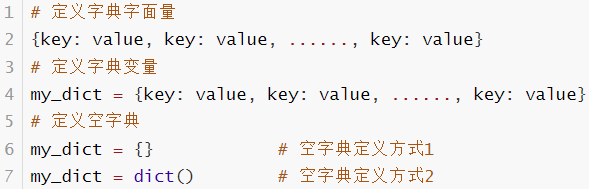 1 # 定义字典字面量
2 {key: value, key: value, ......, key: value}
3 # 定义字典变量
4 my_dict = {key: value, key: value, ......, key: value}
5 # 定义空字典
6 my_dict = {}             # 空字典定义方式1
7 my_dict = dict()         # 空字典定义方式2